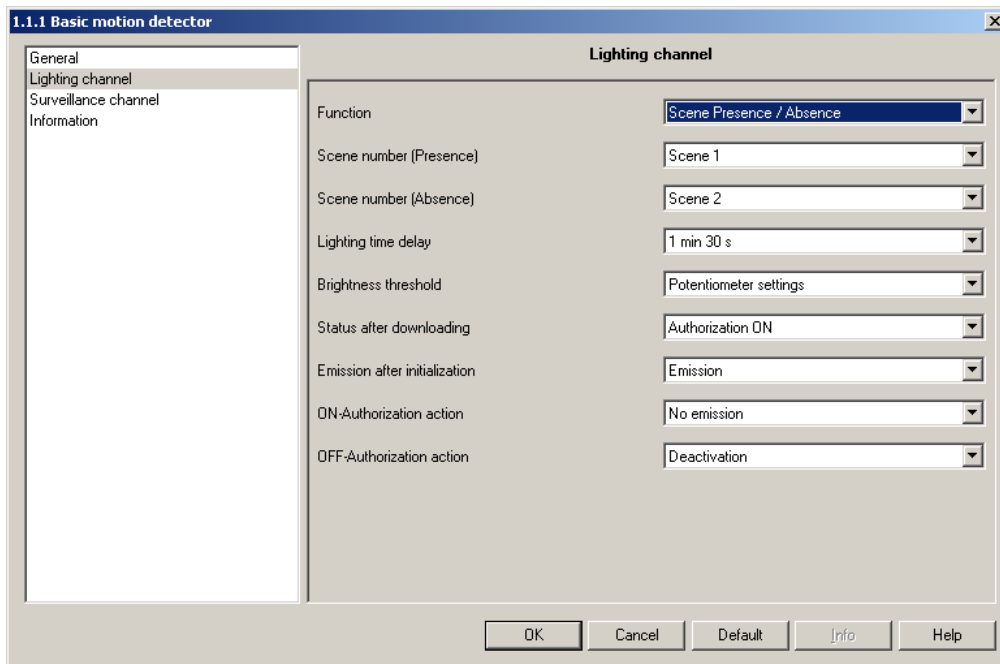 1.1.1 Basic motion detector
General
Lighting channel
Surveillance channel
Information
Lighting channel
Function Scene Presence / Absence
Scene number (Presence) Scene 1
Scene number (Absence) Scene 2
Lighting time delay 1 min 30 s
Brightness threshold Potentiometer settings
Status after downloading Authorization ON
Emission after initialization Emission
ON-Authorization action No emission
OFF-Authorization action Deactivation
OK Cancel Default Info Help